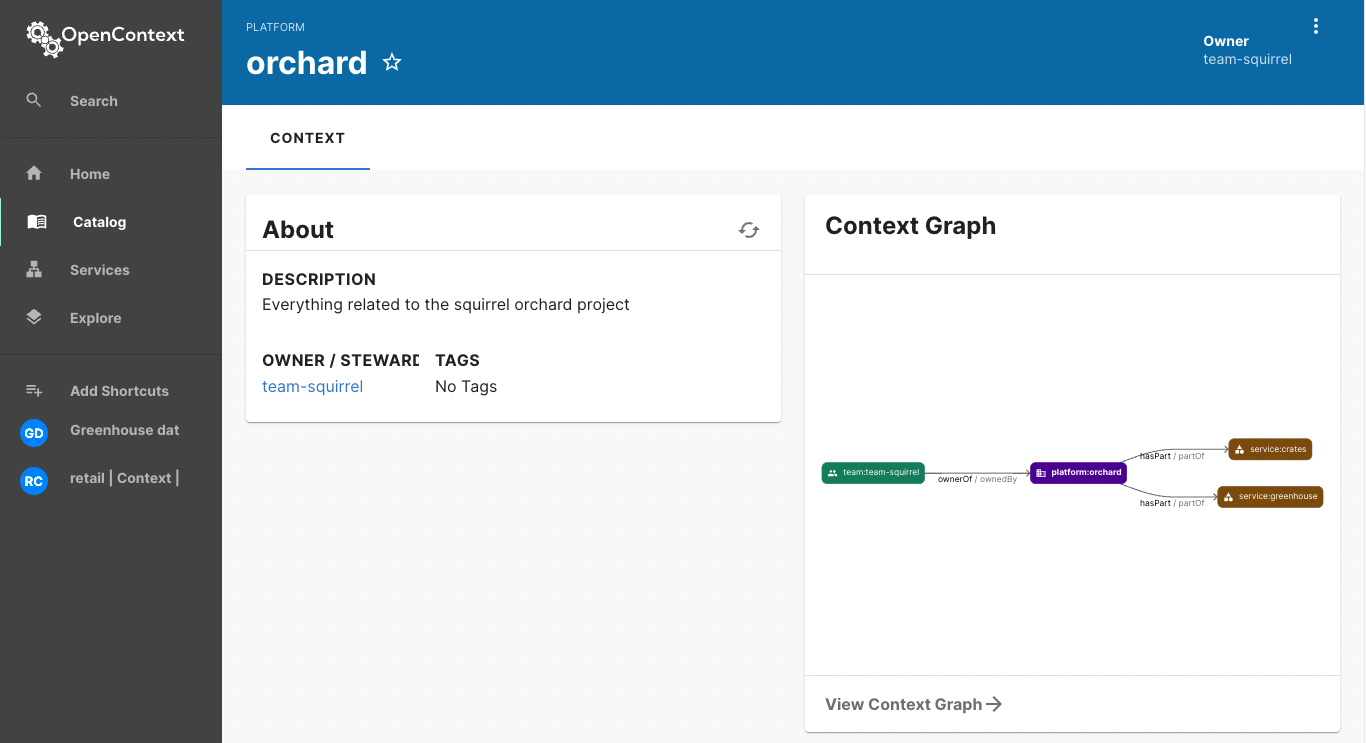 OpenContext
Search
Home
Catalog
Services
Explore
Add Shortcuts
GD Greenhouse dat
RC retail | Context |
PLATFORM
orchard
Owner
team-squirrel
CONTEXT
About
DESCRIPTION
Everything related to the squirrel orchard project
OWNER / STEWARD TAGS
team-squirrel No Tags
Context Graph
team:team-squirrel
ownerOf / ownedBy
platform:orchard
hasPart / partOf
service:crates
hasPart / partOf
service:greenhouse
View Context Graph